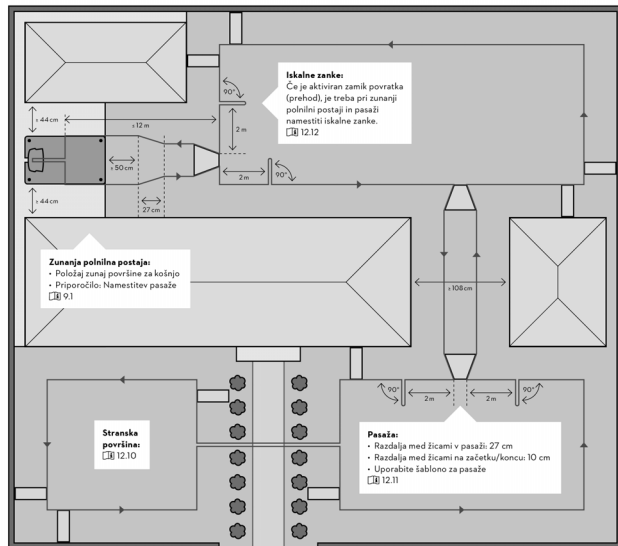 Iskalne zanke:
Če je aktiviran zamik povratka
(prehod), je treba pri zunanji
polnilni postaji in pasaži
namestiti iskalne zanke.
12.12
90°
± 44 cm
± 12 m
2 m
± 50 cm
2 m
90°
± 44 cm
27 cm
Zunanja polnilna postaja:
• Položaj zunaj površine za košnjo
• Priporočilo: Namestitev pasaže
9.1
± 108 cm
90°
2 m
2 m
90°
Stranska
površina:
12.10
Pasaža:
• Razdalja med žicami v pasaži: 27 cm
• Razdalja med žicami na začetku/koncu: 10 cm
• Uporabite šablono za pasaže
12.11